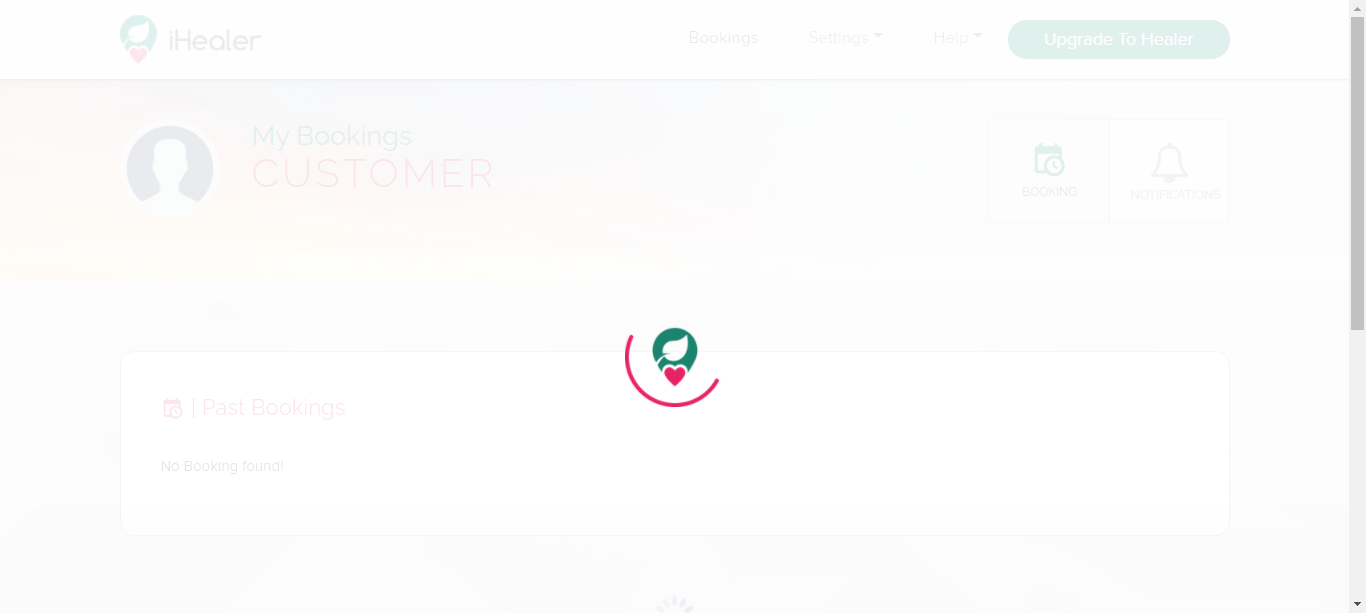 iHealer
Bookings
Settings
Help
Upgrade To Healer
My Bookings
CUSTOMER
BOOKING
NOTIFICATIONS
| Past Bookings
No Booking found!